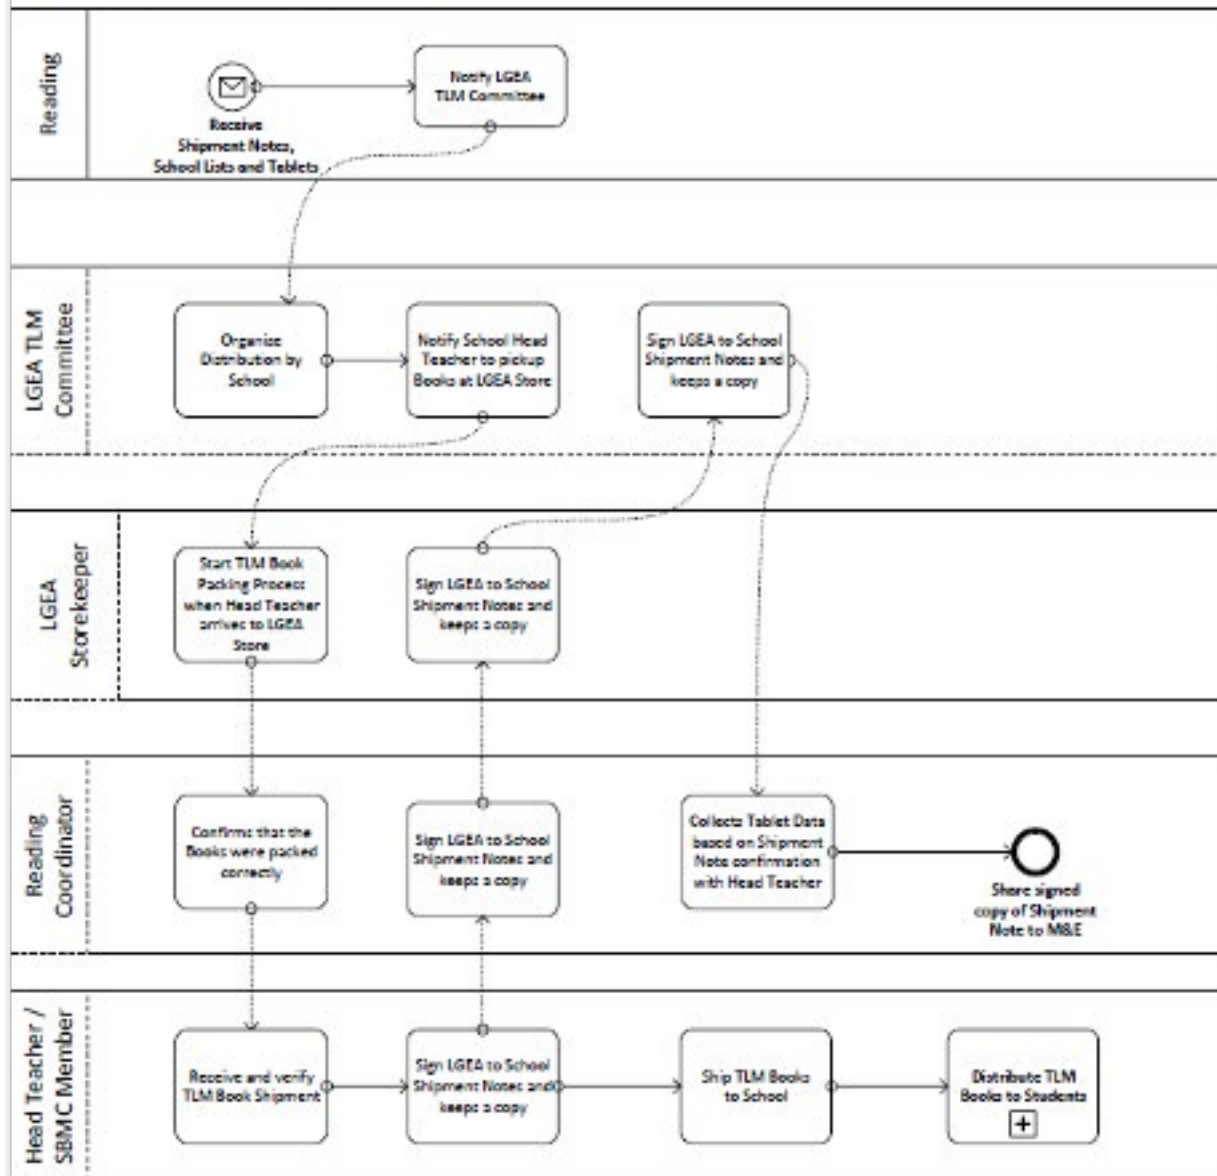 Reading
Notify LGEA
TLM Committee
Receive
Shipment Notes,
School Lists and Tablets
LGEA TLM
Committee
Organize
Distribution by
School
Notify School Head
Teacher to pickup
Books at LGEA Store
Sign LGEA to School
Shipment Notes and
keeps a copy
LGEA
Storekeeper
Start TLM Book
Packing Process
when Head Teacher
arrives to LGEA
Store
Sign LGEA to School
Shipment Notes and
keeps a copy
Reading
Coordinator
Confirms that the
Books were packed
correctly
Sign LGEA to School
Shipment Notes and
keeps a copy
Collects Tablet Data
based on Shipment
Note confirmation
with Head Teacher
Share signed
copy of Shipment
Note to M&E
Head Teacher /
SBMC Member
Receive and verify
TLM Book Shipment
Sign LGEA to School
Shipment Notes and
keeps a copy
Ship TLM Books
to School
Distribute TLM
Books to Students